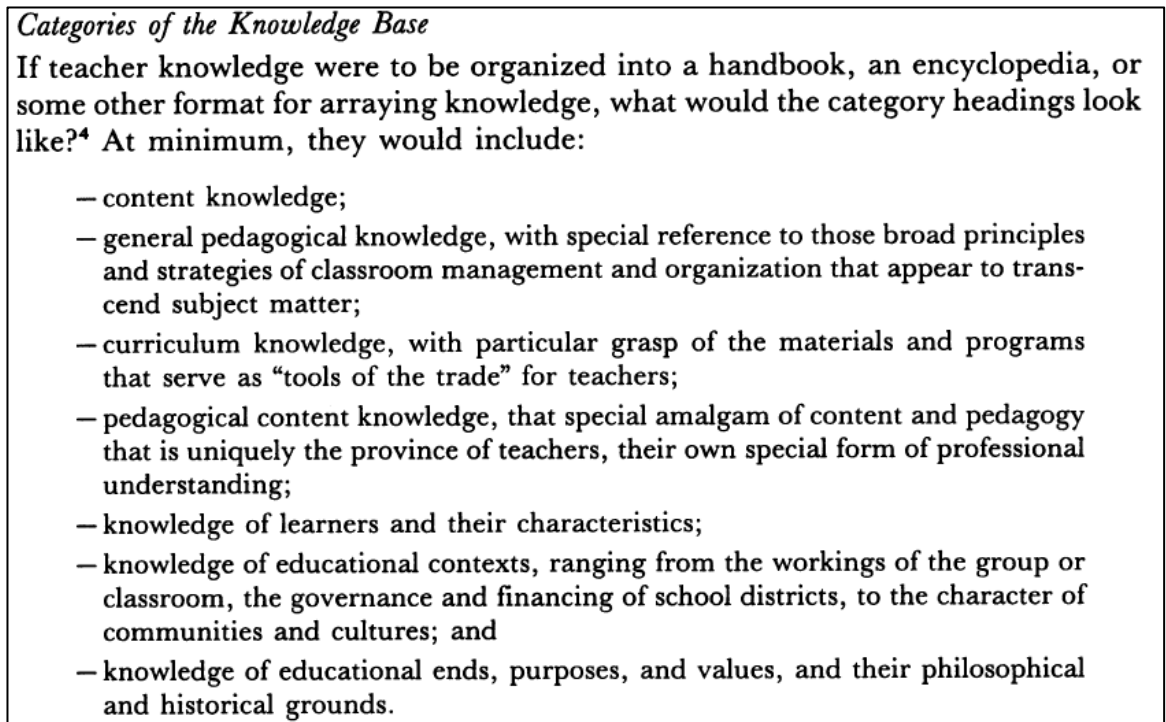 Categories of the Knowledge Base
If teacher knowledge were to be organized into a handbook, an encyclopedia, or
some other format for arraying knowledge, what would the category headings look
like?⁴ At minimum, they would include:
— content knowledge;
— general pedagogical knowledge, with special reference to those broad principles
and strategies of classroom management and organization that appear to trans-
cend subject matter;
— curriculum knowledge, with particular grasp of the materials and programs
that serve as “tools of the trade” for teachers;
— pedagogical content knowledge, that special amalgam of content and pedagogy
that is uniquely the province of teachers, their own special form of professional
understanding;
— knowledge of learners and their characteristics;
— knowledge of educational contexts, ranging from the workings of the group or
classroom, the governance and financing of school districts, to the character of
communities and cultures; and
— knowledge of educational ends, purposes, and values, and their philosophical
and historical grounds.